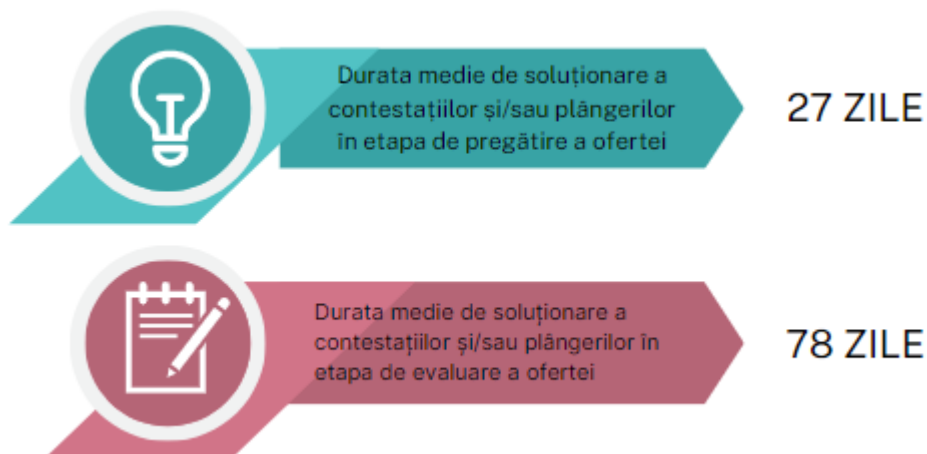 Durata medie de soluționare a
contestațiilor și/sau plângerilor
în etapa de pregătire a ofertei
27 ZILE
Durata medie de soluționare a
contestațiilor și/sau plângerilor în
etapa de evaluare a ofertei
78 ZILE